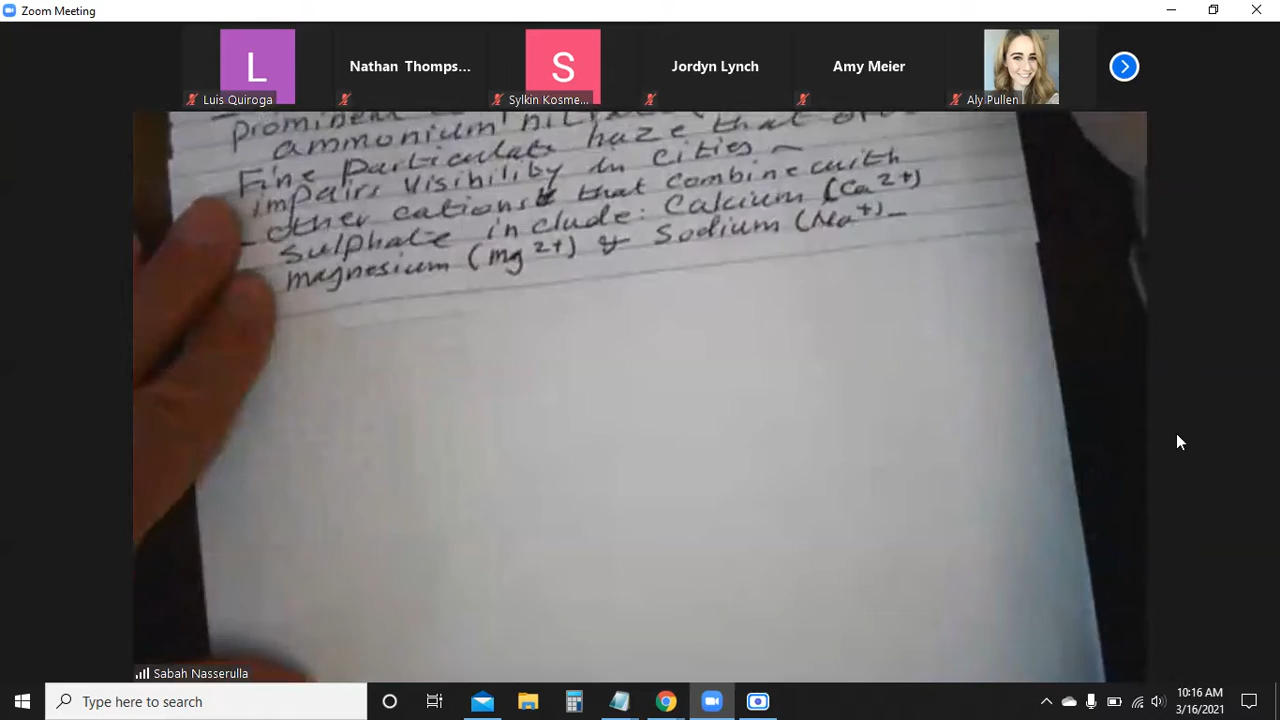 Zoom Meeting
L
Luis Quiroga
Nathan Thomps...
S
Sylkin Kosme...
Jordyn Lynch
Amy Meier
Aly Pullen
prominent
ammonium
Fine particulate haze that
impairs visibility in cities
- other cations that combine with
sulphate include: calcium (Ca2+)
magnesium (mg2+) & Sodium (Na+)-
Sabah Nasserulla
Type here to search
10:16 AM
3/16/2021